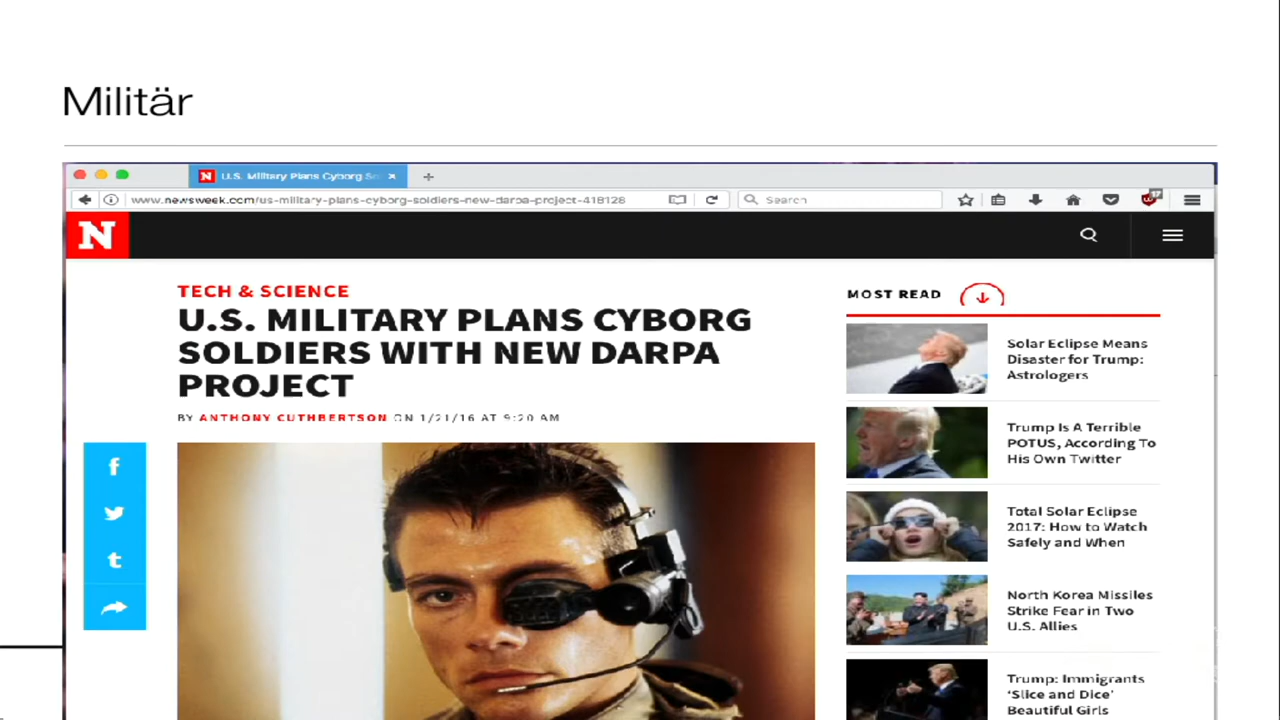 Militär
U.S. Military Plans Cyborg So
www.newsweek.com/us-military-plans-cyborg-soldiers-new-darpa-project-418128
Search
17
N
TECH & SCIENCE
U.S. MILITARY PLANS CYBORG
SOLDIERS WITH NEW DARPA
PROJECT
BY ANTHONY CUTHBERTSON ON 1/21/16 AT 9:20 AM
MOST READ
Solar Eclipse Means
Disaster for Trump:
Astrologers
Trump Is A Terrible
POTUS, According To
His Own Twitter
Total Solar Eclipse
2017: How to Watch
Safely and When
North Korea Missiles
Strike Fear in Two
U.S. Allies
Trump: Immigrants
‘Slice and Dice’
Beautiful Girls